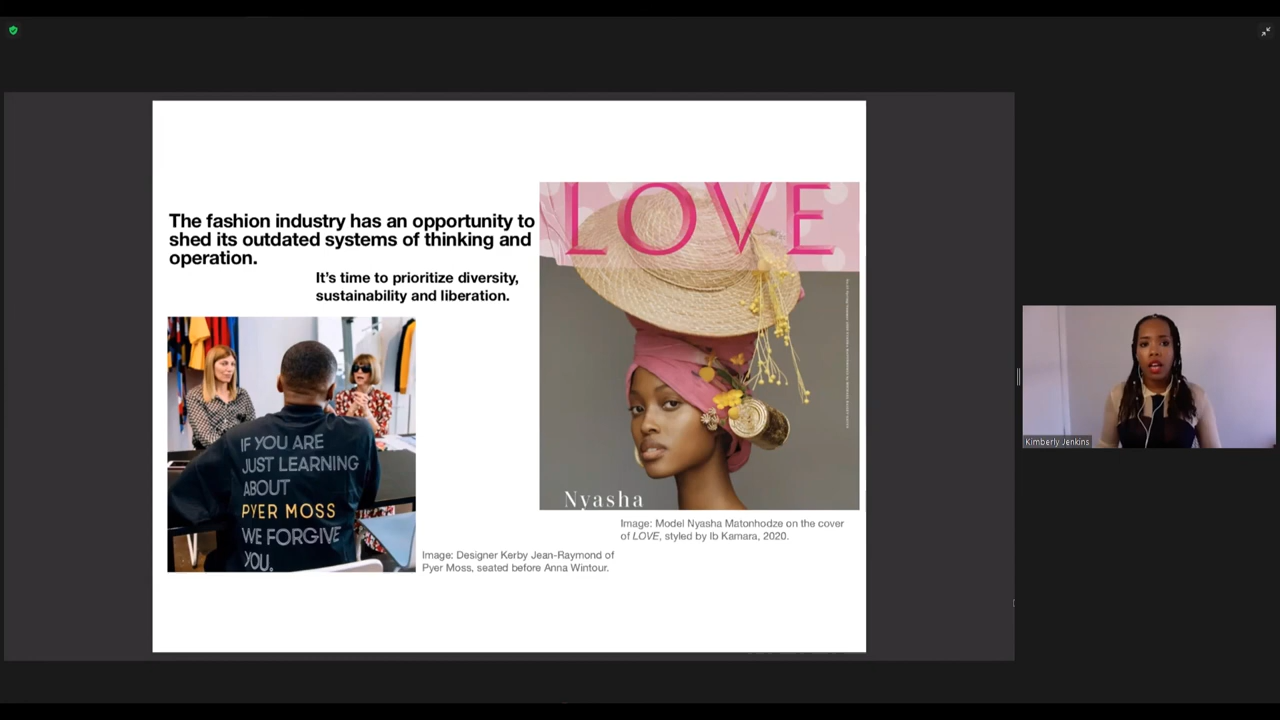 The fashion industry has an opportunity to
shed its outdated systems of thinking and
operation.
It's time to prioritize diversity,
sustainability and liberation.
LOVE
IF YOU ARE
JUST LEARNING
ABOUT
PYER MOSS
WE FORGIVE
YOU.
Nyasha
Image: Model Nyasha Matonhodze on the cover
of LOVE, styled by Ib Kamara, 2020.
Image: Designer Kerby Jean-Raymond of
Pyer Moss, seated before Anna Wintour.
Kimberly Jenkins